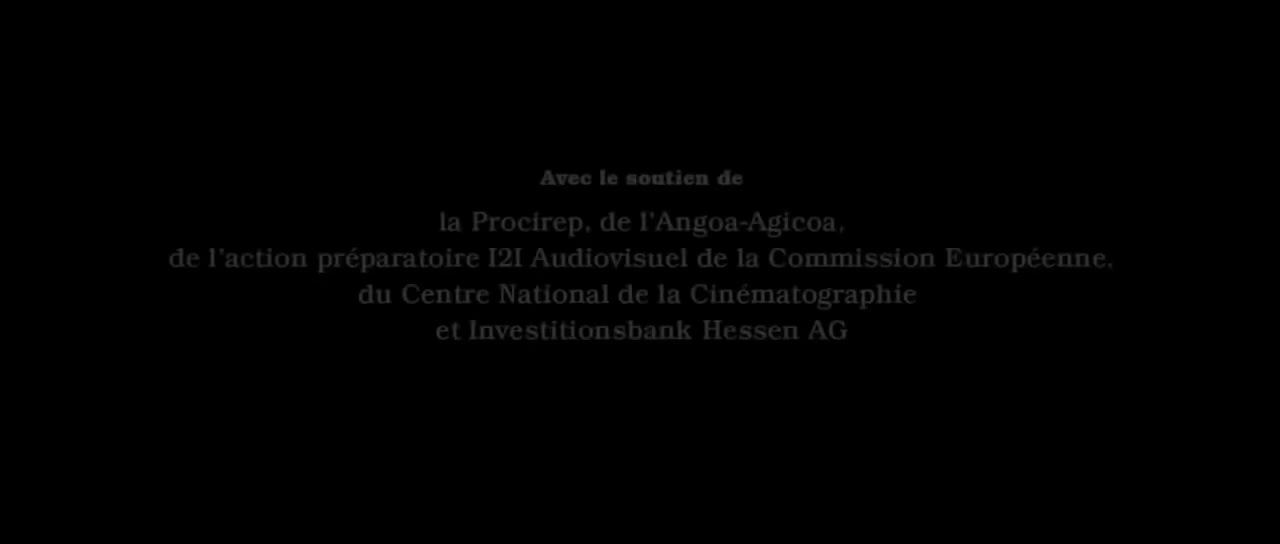 Avec le soutien de
la Procirep, de l'Angoa-Agicoa,
de l'action préparatoire I2I Audiovisuel de la Commission Européenne,
du Centre National de la Cinématographie
et Investitionsbank Hessen AG